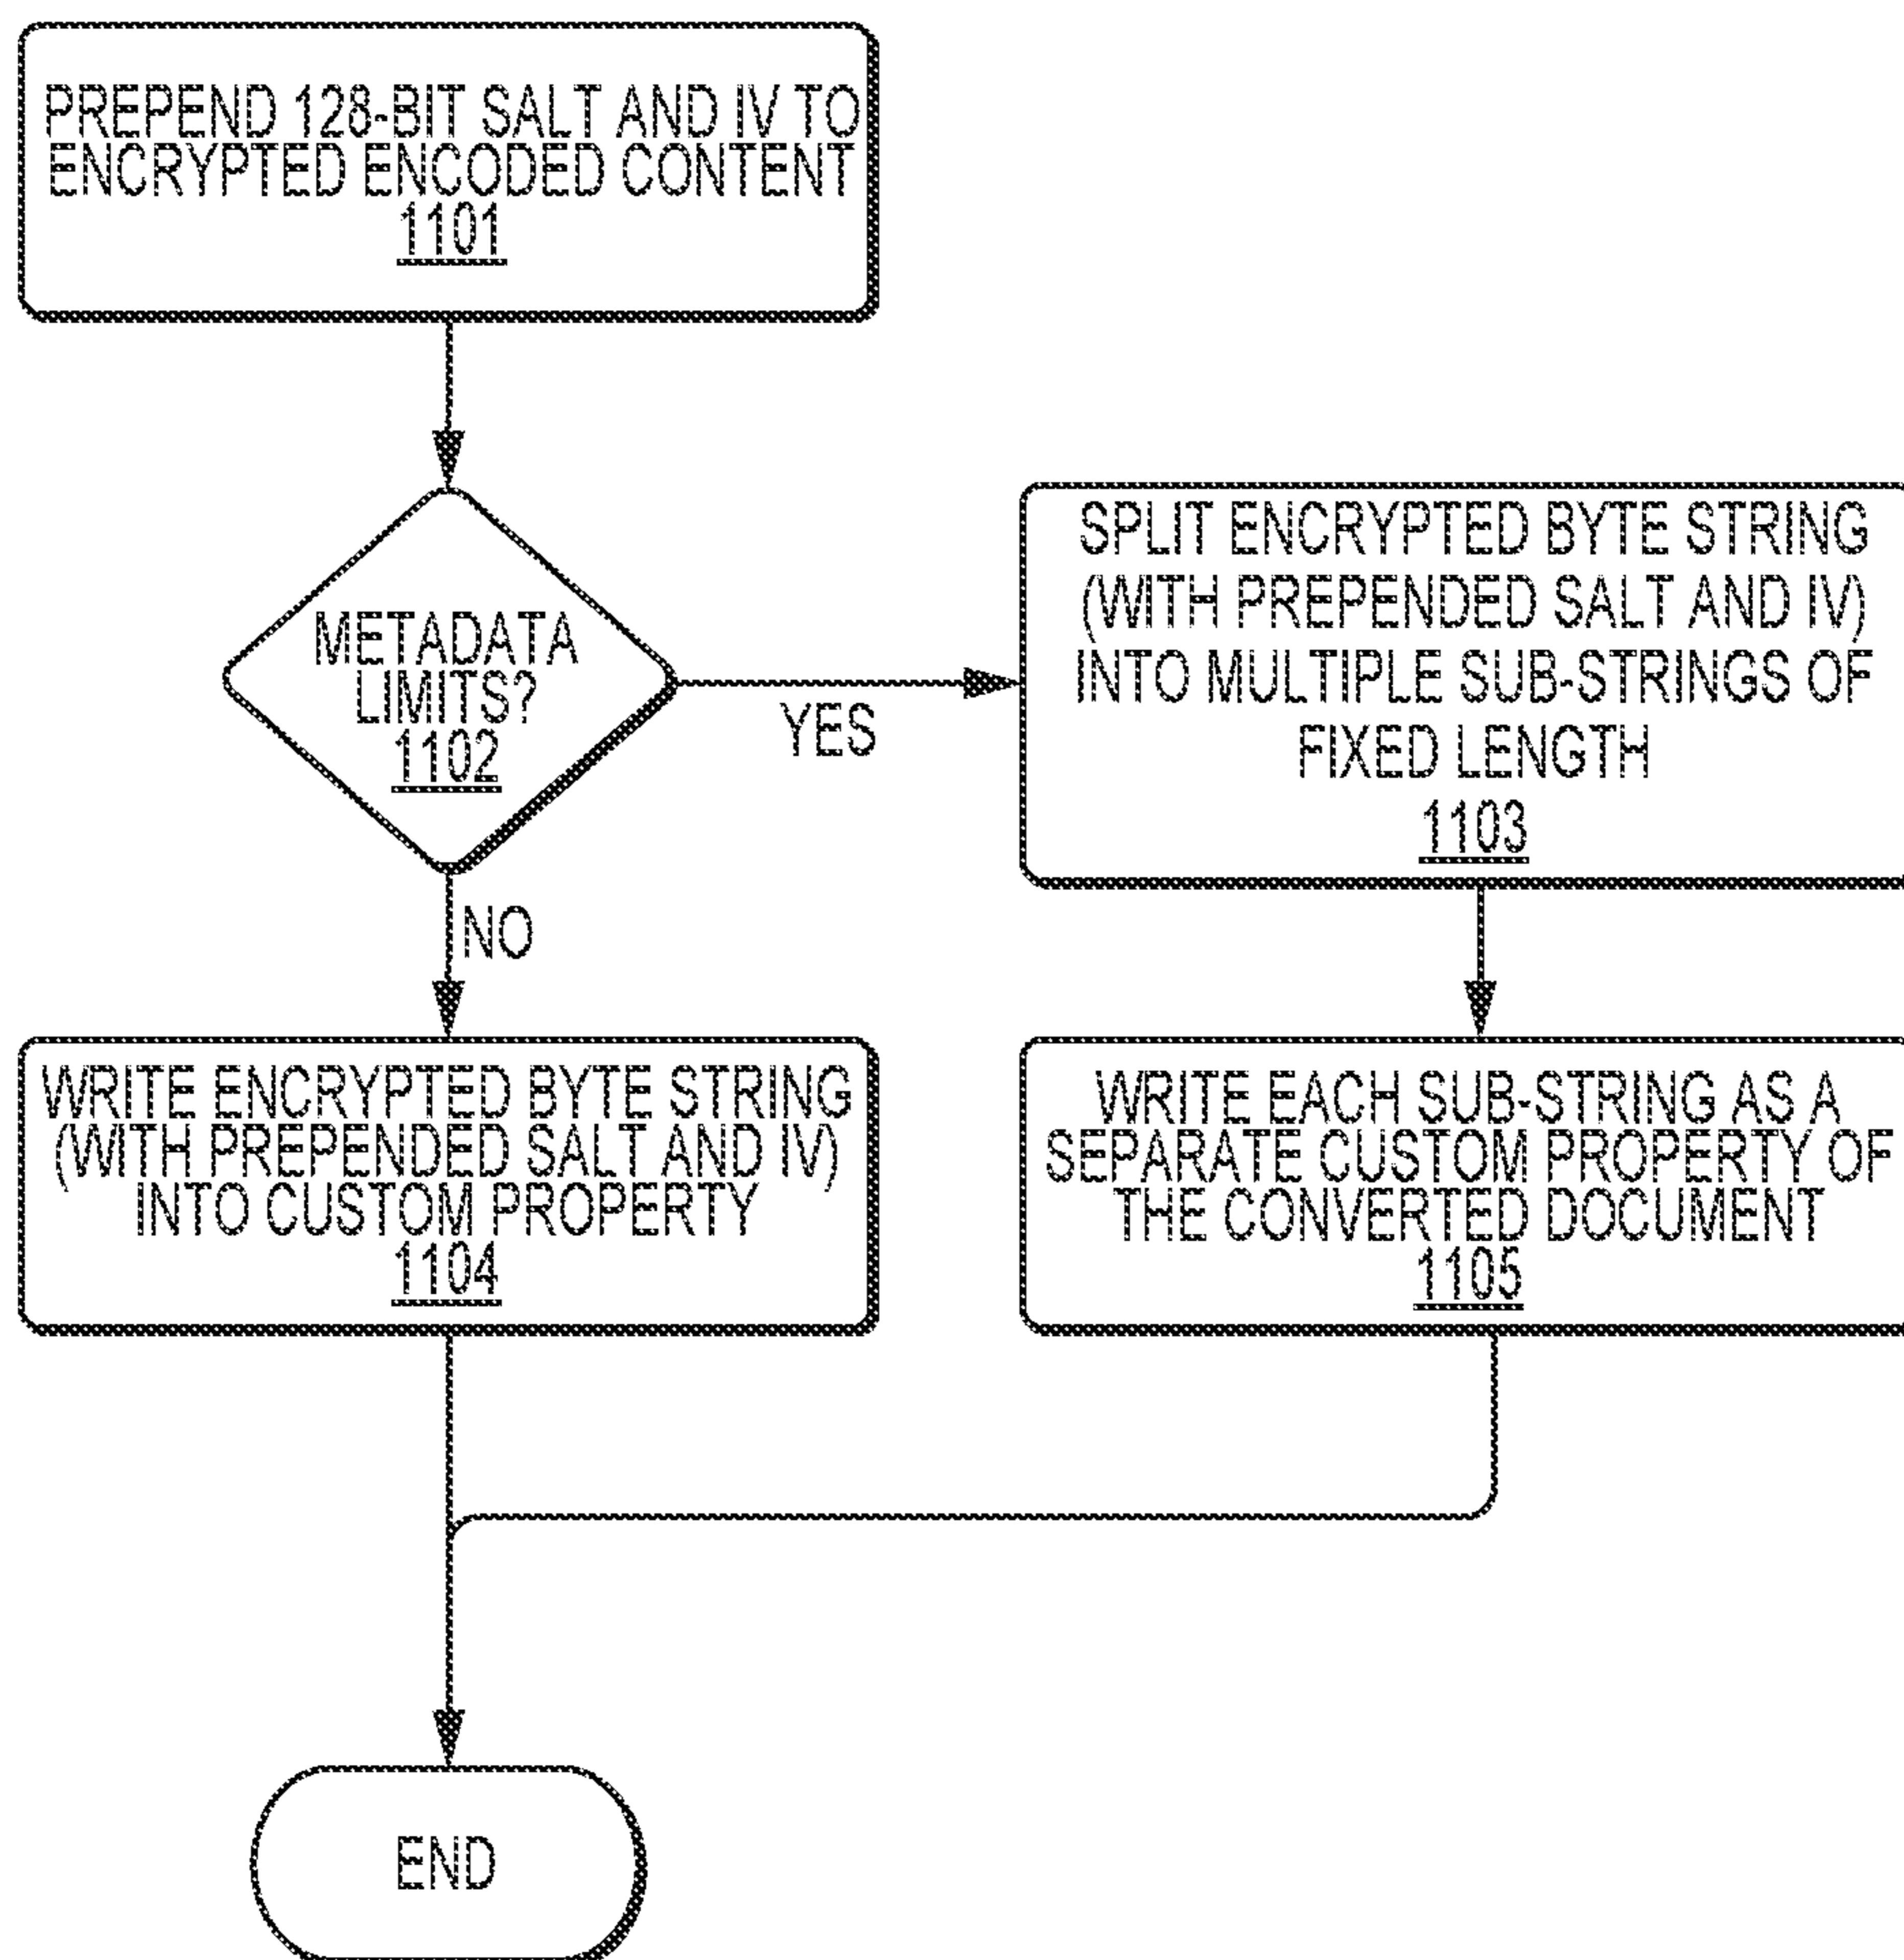 PREPEND 128-BIT SALT AND IV TO
ENCRYPTED ENCODED CONTENT
1101
METADATA
LIMITS?
1102
YES
NO
SPLIT ENCRYPTED BYTE STRING
(WITH PREPENDED SALT AND IV)
INTO MULTIPLE SUB-STRINGS OF
FIXED LENGTH
1103
WRITE ENCRYPTED BYTE STRING
(WITH PREPENDED SALT AND IV)
INTO CUSTOM PROPERTY
1104
WRITE EACH SUB-STRING AS A
SEPARATE CUSTOM PROPERTY OF
THE CONVERTED DOCUMENT
1105
END